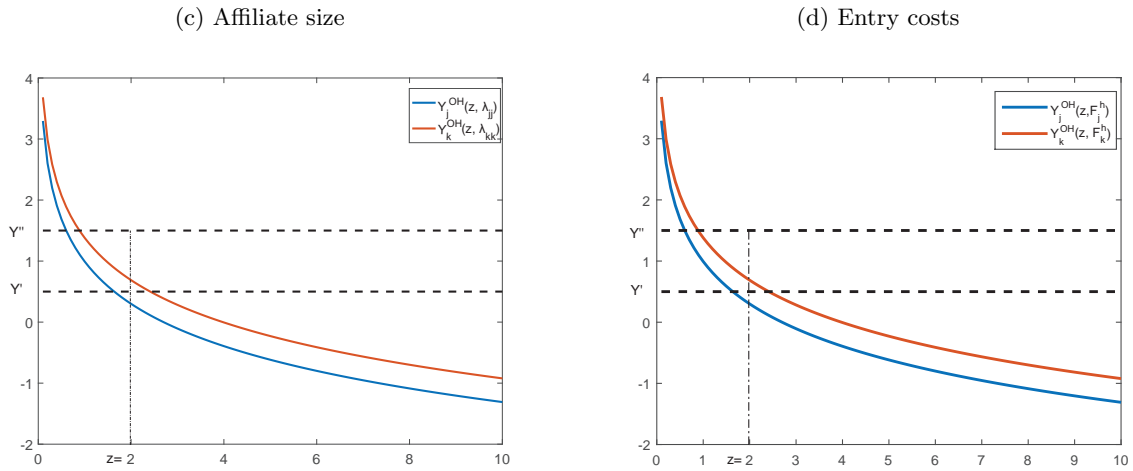 (c) Affiliate size
(d) Entry costs
4
3
2
Y''
1
Y'
0
-1
-2
0
z= 2
4
6
8
10
Y_j^OH(z, λ_jj)
Y_k^OH(z, λ_kk)
4
3
2
Y''
1
Y'
0
-1
-2
0
1
z= 2
3
4
5
6
7
8
9
10
Y_j^OH(z,F_j^h)
Y_k^OH(z, F_k^h)